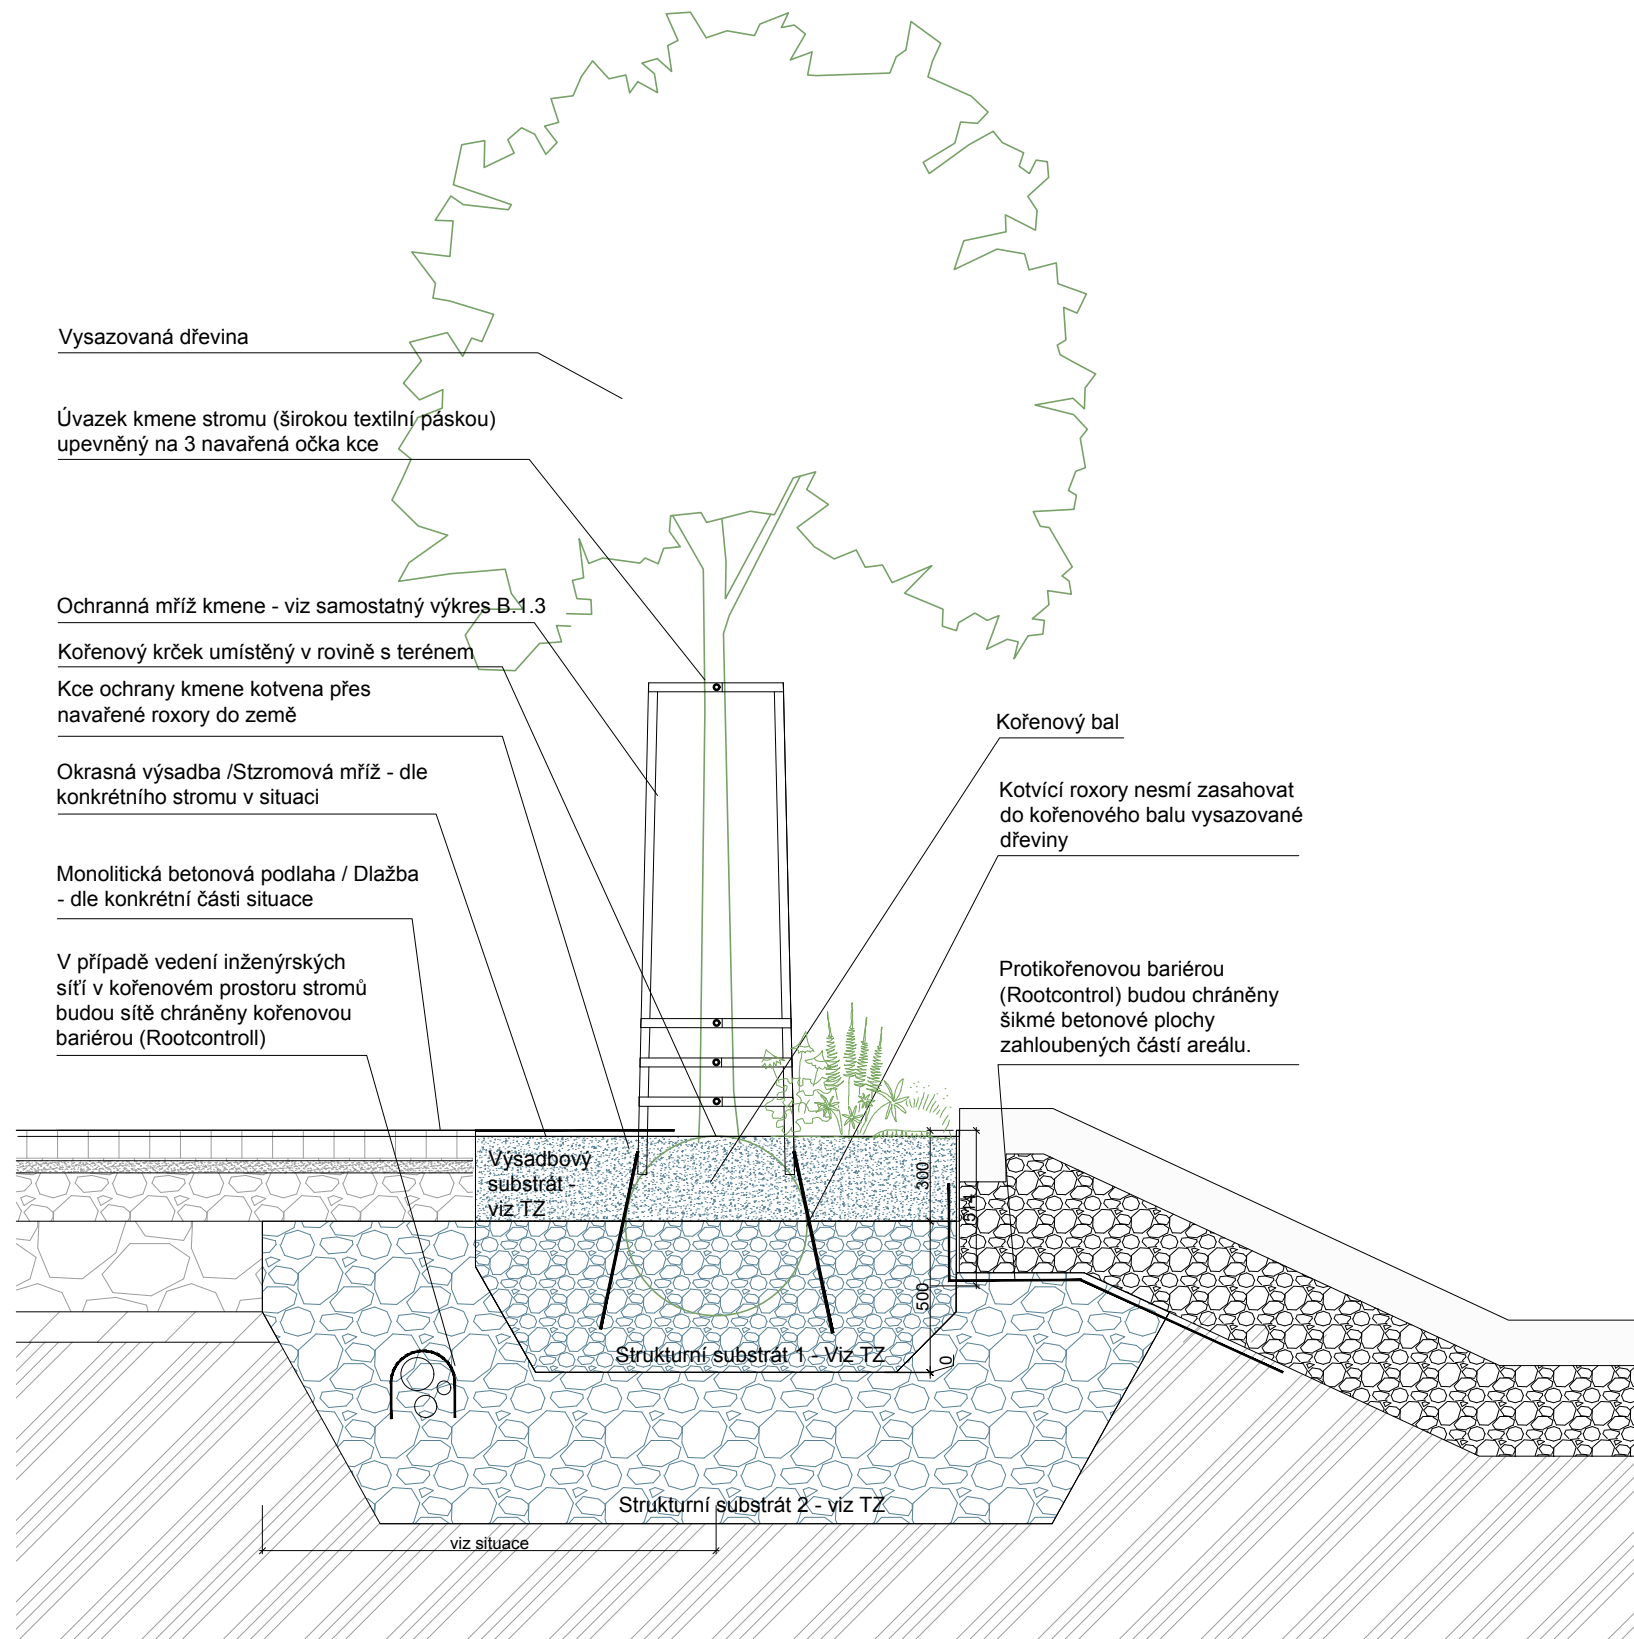 Vysazovaná dřevina
Úvazek kmene stromu (širokou textilní páskou)
upevněný na 3 navařená očka kce
Ochranná mříž kmene - viz samostatný výkres B.1.3
Kořenový krček umístěný v rovině s terénem
Kce ochrany kmene kotvena přes
navařené roxory do země
Okrasná výsadba /Stzromová mříž - dle
konkrétního stromu v situaci
Monolitická betonová podlaha / Dlažba
- dle konkrétní části situace
V případě vedení inženýrských
sítí v kořenovém prostoru stromů
budou sítě chráněny kořenovou
bariérou (Rootcontroll)
Kořenový bal
Kotvící roxory nesmí zasahovat
do kořenového balu vysazované
dřeviny
Protikořenovou bariérou
(Rootcontrol) budou chráněny
šikmé betonové plochy
zahloubených částí areálu.
Výsadbový
substrát -
viz TZ
300
514
500
0
Strukturní substrát 1 - Viz TZ
Strukturní substrát 2 - viz TZ
viz situace